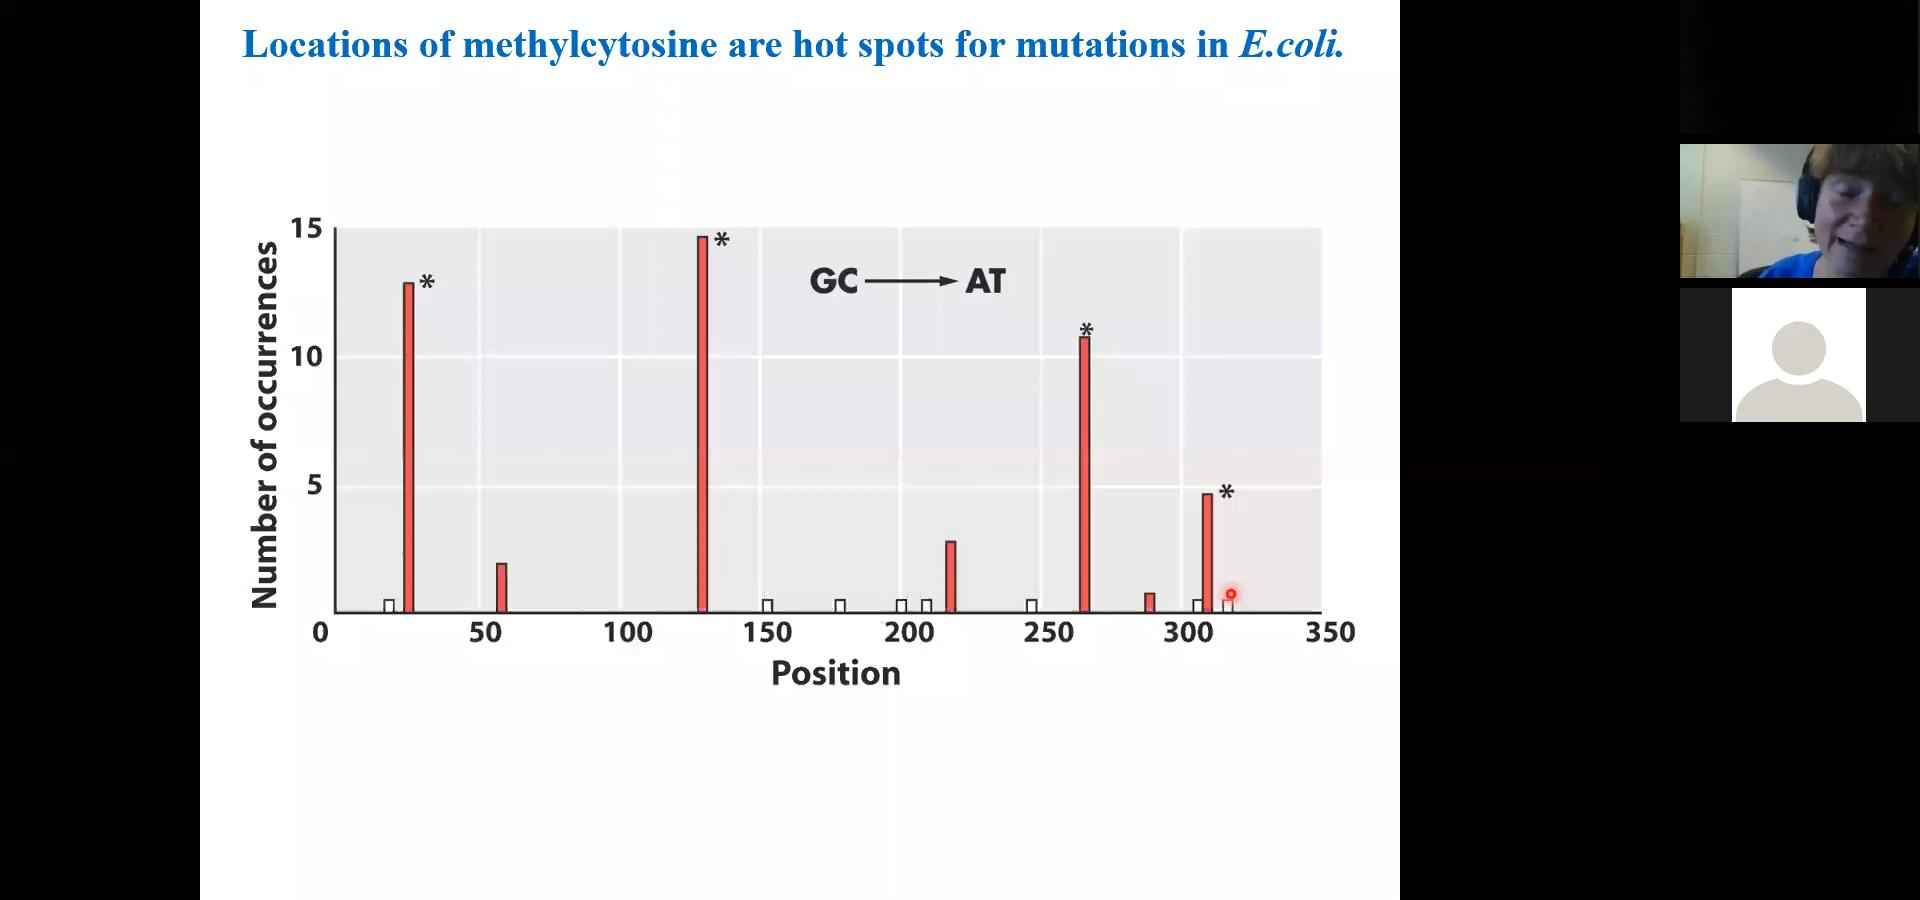 Locations of methylcytosine are hot spots for mutations in E.coli.
15
*
*
GC → AT
10
*
5
*
Number of occurrences
0 50 100 150 200 250 300 350
Position